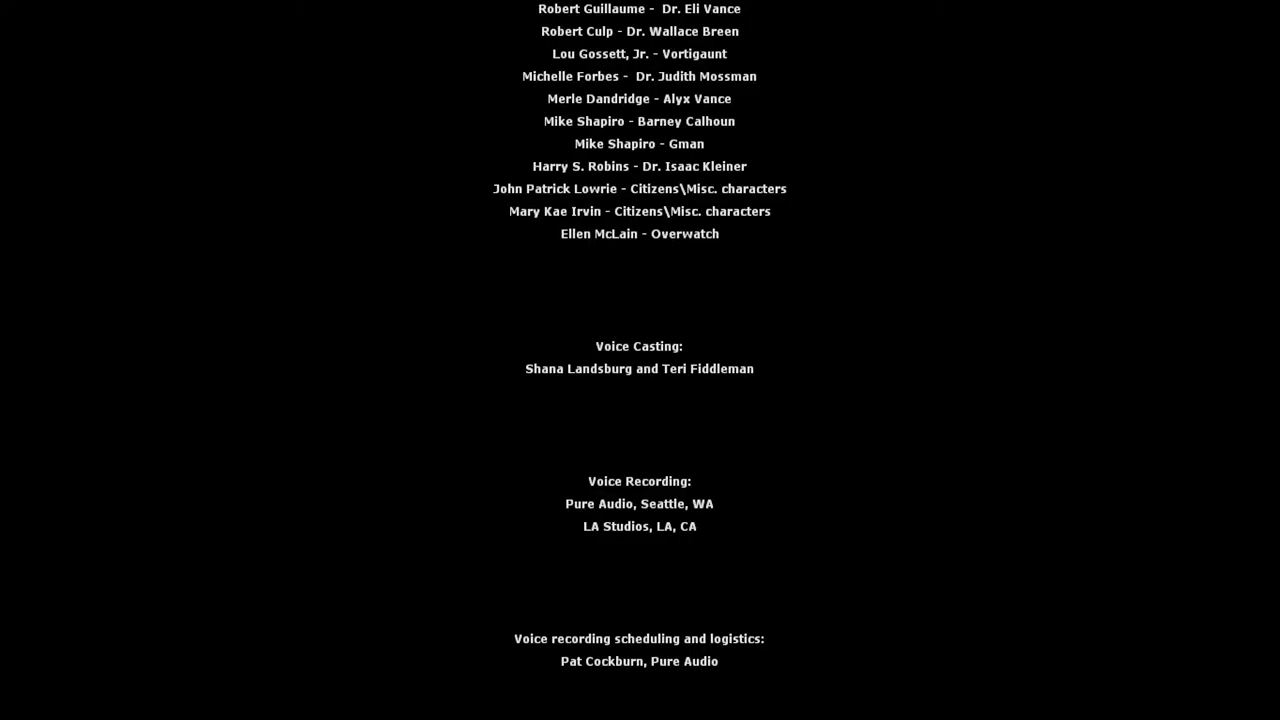 Robert Guillaume -  Dr. Eli Vance
Robert Culp - Dr. Wallace Breen
Lou Gossett, Jr. - Vortigaunt
Michelle Forbes -  Dr. Judith Mossman
Merle Dandridge - Alyx Vance
Mike Shapiro - Barney Calhoun
Mike Shapiro - Gman
Harry S. Robins - Dr. Isaac Kleiner
John Patrick Lowrie - Citizens\Misc. characters
Mary Kae Irvin - Citizens\Misc. characters
Ellen McLain - Overwatch
Voice Casting:
Shana Landsburg and Teri Fiddleman
Voice Recording:
Pure Audio, Seattle, WA
LA Studios, LA, CA
Voice recording scheduling and logistics:
Pat Cockburn, Pure Audio